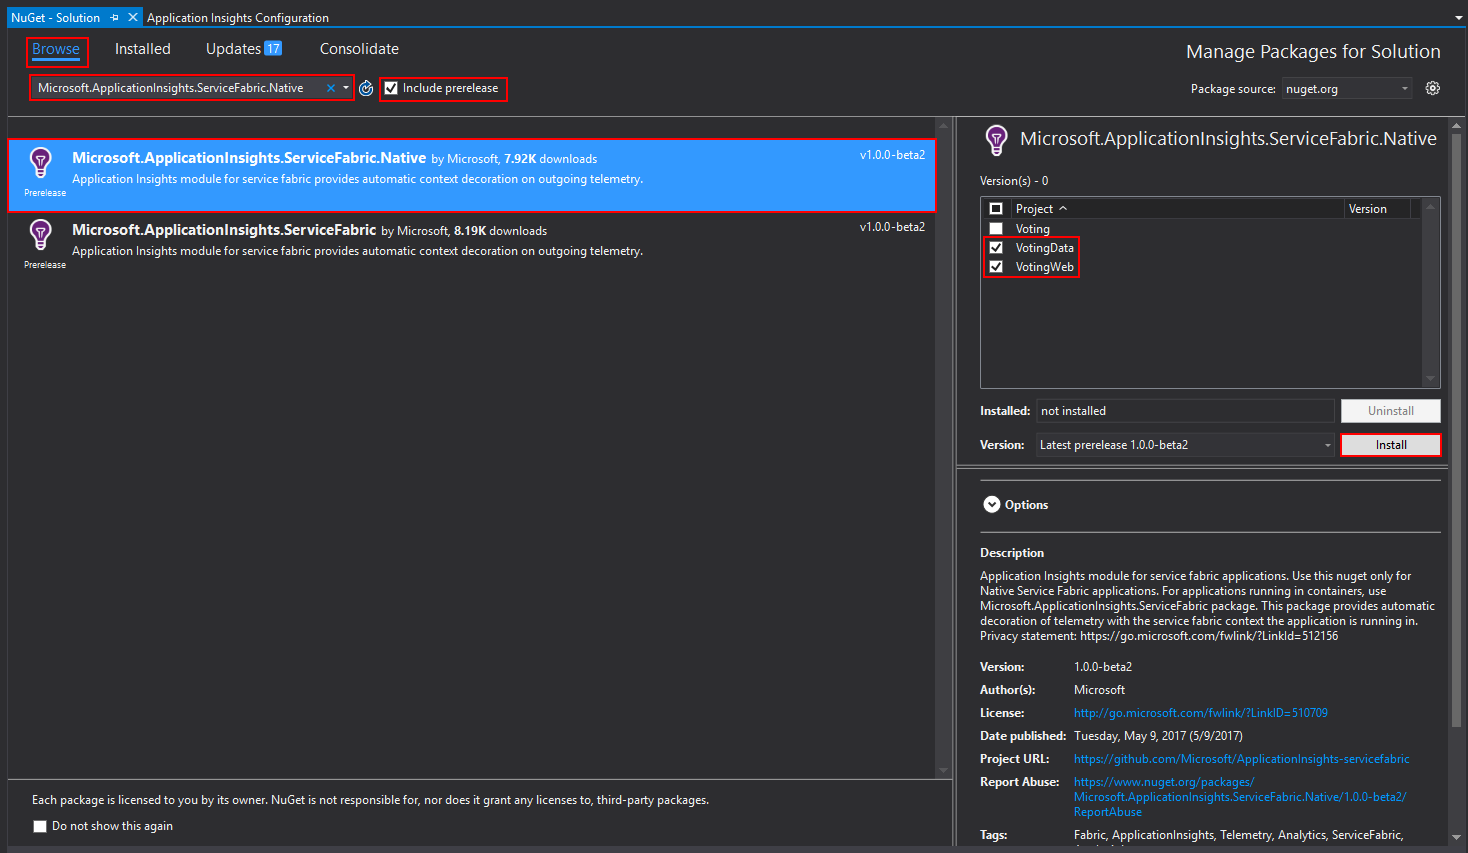 NuGet - Solution
Application Insights Configuration
Browse
Installed
Updates 17
Consolidate
Manage Packages for Solution
Microsoft.ApplicationInsights.ServiceFabric.Native
Include prerelease
Package source: nuget.org
Microsoft.ApplicationInsights.ServiceFabric.Native by Microsoft, 7.92K downloads
v1.0.0-beta2
Application Insights module for service fabric provides automatic context decoration on outgoing telemetry.
Prerelease
Microsoft.ApplicationInsights.ServiceFabric by Microsoft, 8.19K downloads
v1.0.0-beta2
Application Insights module for service fabric provides automatic context decoration on outgoing telemetry.
Prerelease
Each package is licensed to you by its owner. NuGet is not responsible for, nor does it grant any licenses to, third-party packages.
Do not show this again
Microsoft.ApplicationInsights.ServiceFabric.Native
Version(s) - 0
Project Version
Voting
VotingData
VotingWeb
Installed: not installed
Uninstall
Version: Latest prerelease 1.0.0-beta2
Install
Options
Description
Application Insights module for service fabric applications. Use this nuget only for
Native Service Fabric applications. For applications running in containers, use
Microsoft.ApplicationInsights.ServiceFabric package. This package provides automatic
decoration of telemetry with the service fabric context the application is running in.
Privacy statement: https://go.microsoft.com/fwlink/?LinkId=512156
Version: 1.0.0-beta2
Author(s): Microsoft
License: http://go.microsoft.com/fwlink/?LinkID=510709
Date published: Tuesday, May 9, 2017 (5/9/2017)
Project URL: https://github.com/Microsoft/ApplicationInsights-servicefabric
Report Abuse: https://www.nuget.org/packages/
Microsoft.ApplicationInsights.ServiceFabric.Native/1.0.0-beta2/
ReportAbuse
Tags: Fabric, ApplicationInsights, Telemetry, Analytics, ServiceFabric,